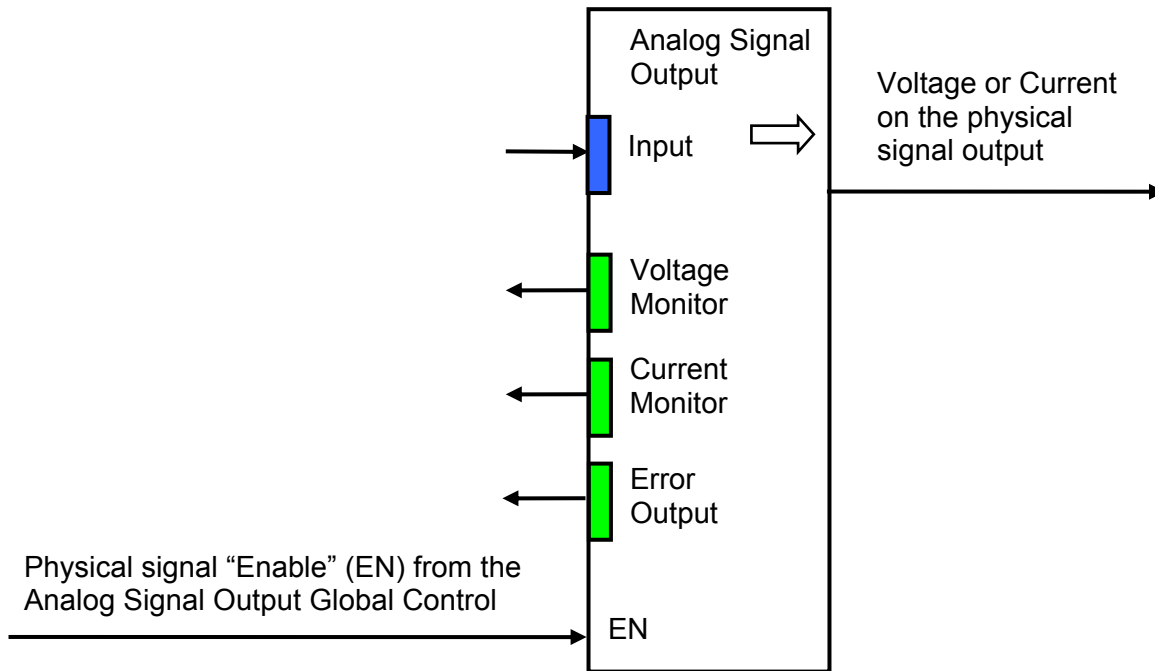 Analog Signal
Output
Voltage or Current
on the physical
signal output
Input
Voltage
Monitor
Current
Monitor
Error
Output
Physical signal “Enable” (EN) from the
Analog Signal Output Global Control
EN